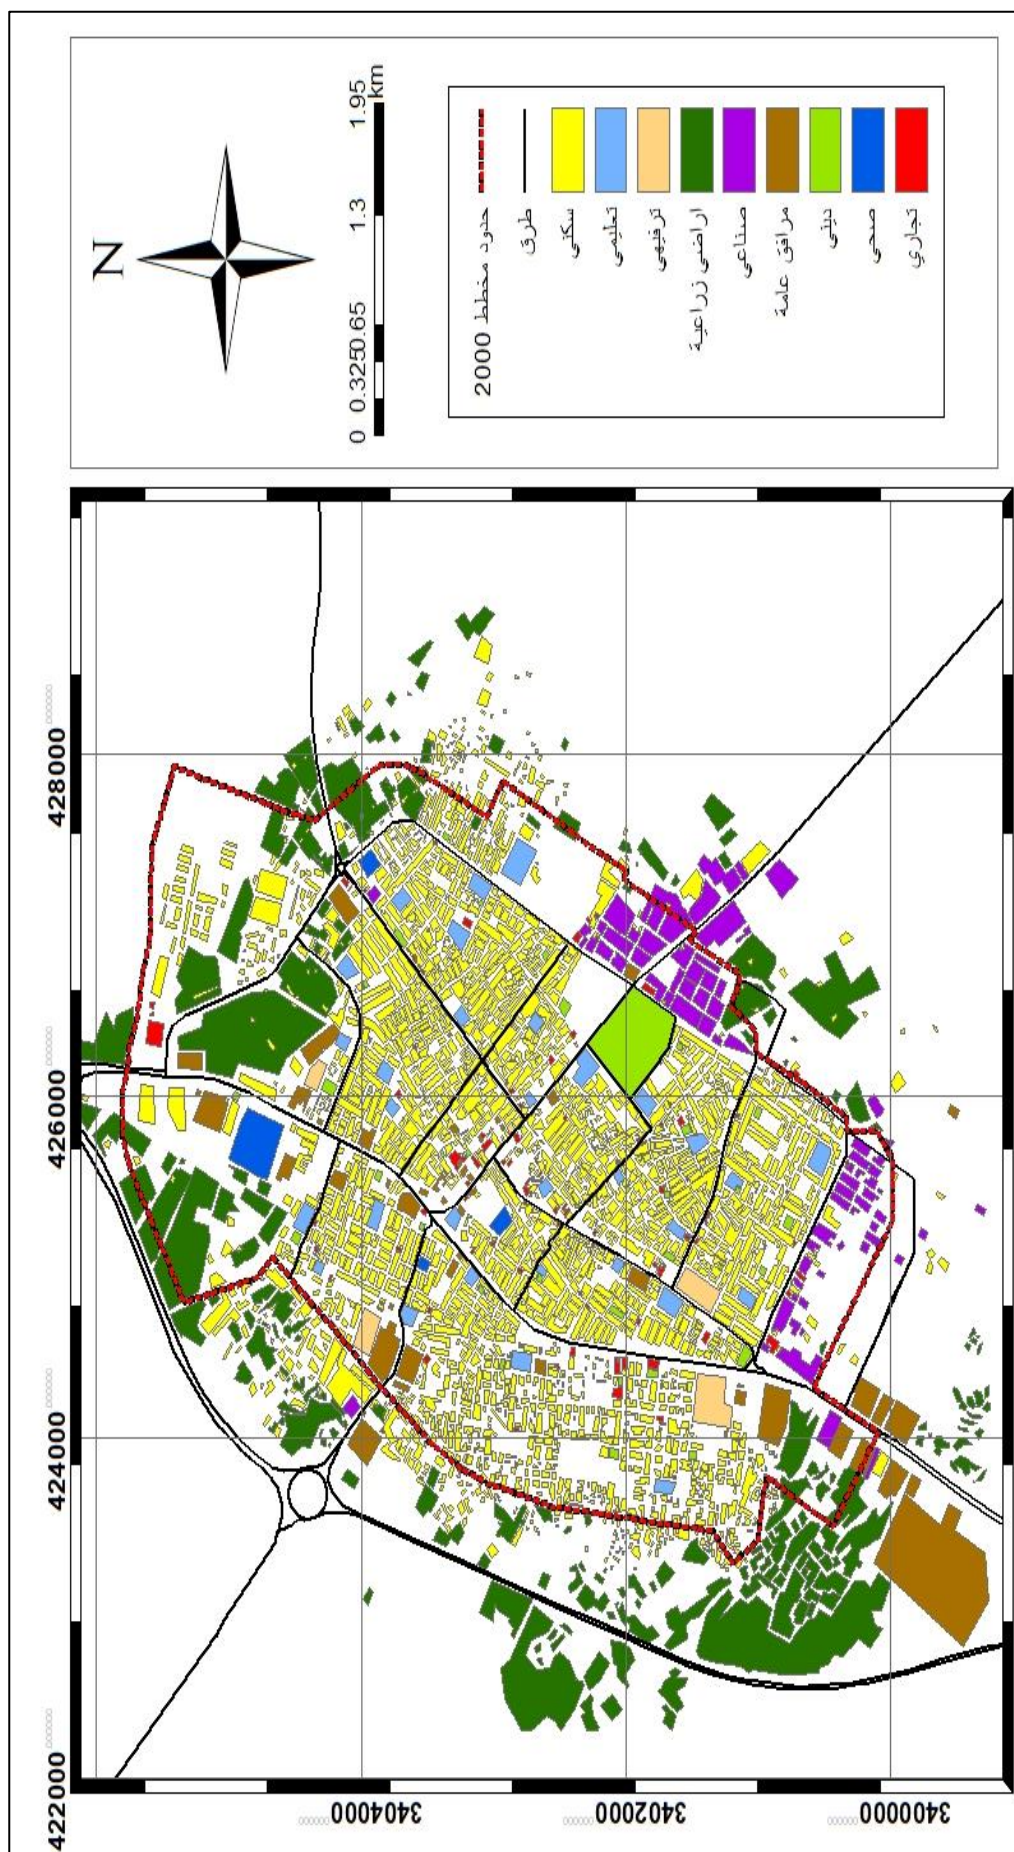 N
0 0.325 0.65 1.3 1.95
km
حدود مخطط 2000
طرق
سكني
تعليمي
ترفيهي
اراضي زراعية
صناعي
مرافق عامة
ديني
صحي
تجاري
422000 424000 426000 428000
3404000
3402000
3400000